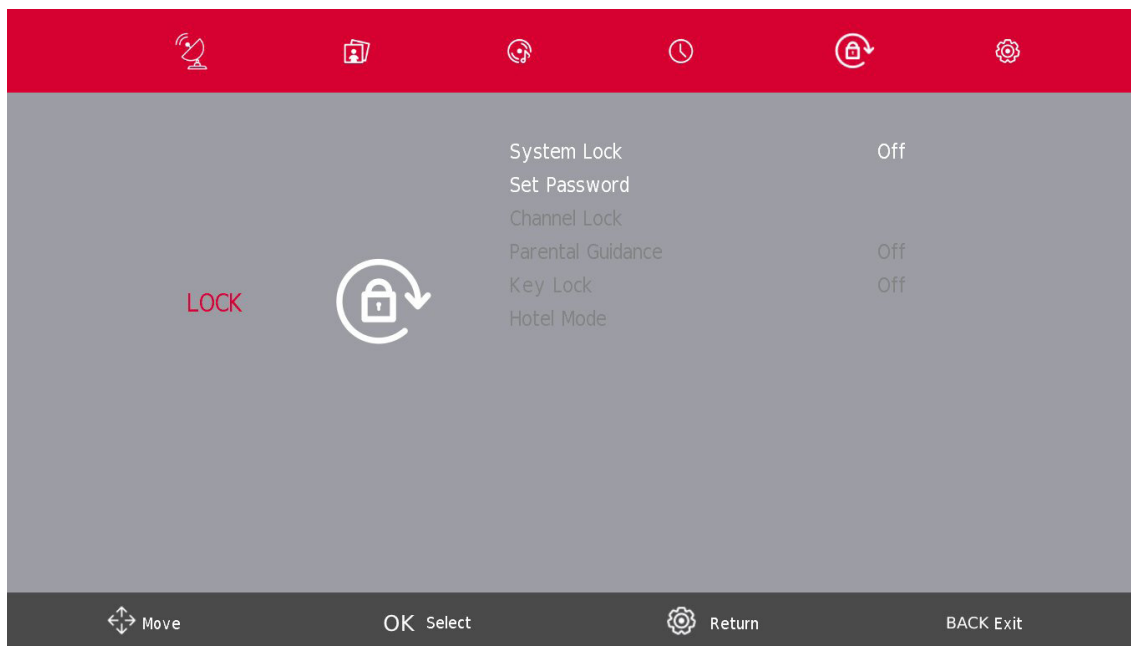 System Lock Off
Set Password
Channel Lock
Parental Guidance Off
Key Lock Off
Hotel Mode
LOCK
Move OK Select Return BACK Exit